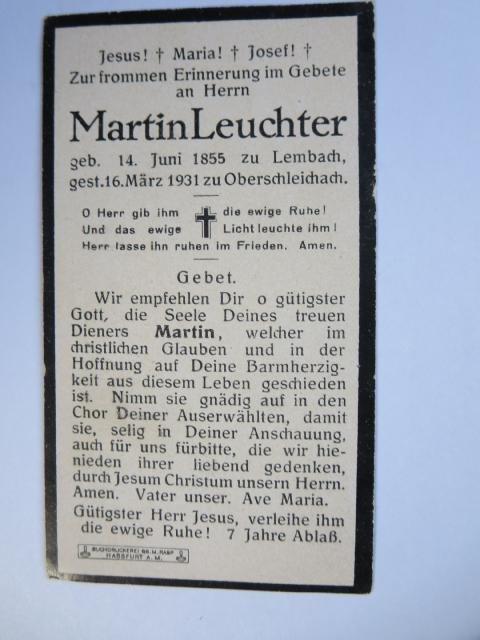 Jesus! † Maria! † Josef! †
Zur frommen Erinnerung im Gebete
an Herrn
Martin Leuchter
geb. 14. Juni 1855 zu Lembach,
gest. 16. März 1931 zu Oberschleichach.
O Herr gib ihm ✝ die ewige Ruhe!
Und das ewige Licht leuchte ihm!
Herr lasse ihn ruhen im Frieden. Amen.
Gebet.
Wir empfehlen Dir o gütigster
Gott, die Seele Deines treuen
Dieners Martin, welcher im
christlichen Glauben und in der
Hoffnung auf Deine Barmherzig-
keit aus diesem Leben geschieden
ist. Nimm sie gnädig auf in den
Chor Deiner Auserwählten, damit
sie, selig in Deiner Anschauung,
auch für uns fürbitte, die wir hie-
nieden ihrer liebend gedenken,
durch Jesum Christum unsern Herrn.
Amen. Vater unser. Ave Maria.
Gütigster Herr Jesus, verleihe ihm
die ewige Ruhe! 7 Jahre Ablaß.
BUCHDRUCKEREI GG. M. RASP
HASSFURT A. M.